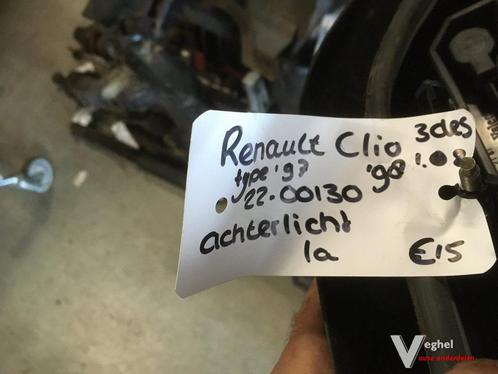 Renault Clio 3drs
type '97 '98 1.0
22-00130
achterlicht
la €15
Veghel
auto onderdelen